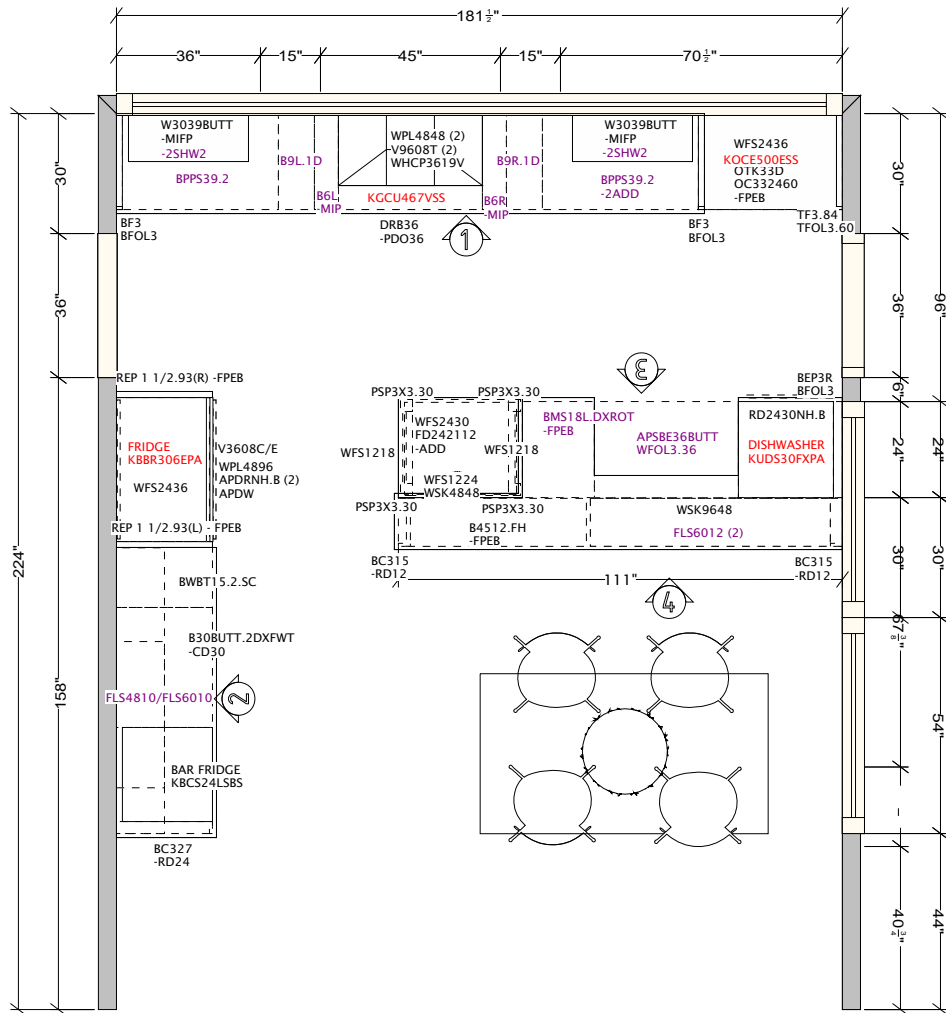 181 1/2"
36"
15"
45"
15"
70 1/2"
W3039BUTT
-MIFP
-2SHW2
BPPS39.2
B9L.1D
B6L
-MIP
WPL4848 (2)
V9608T (2)
WHCP3619V
KGCU467VSS
B9R.1D
B6R
-MIP
W3039BUTT
-MIFP
-2SHW2
BPPS39.2
-2ADD
WFS2436
KOCE500ESS
OTK33D
OC332460
-FPEB
BF3
BFOL3
DRB36
-PDO36
1
BF3
BFOL3
TF3.84
TFOL3.60
30"
36"
224"
158"
30"
36"
96"
6"
24"
24"
30"
30"
67 3/8"
54"
40 3/4"
44"
REP 1 1/2.93(R) -FPEB
FRIDGE
KBBR306EPA
WFS2436
V3608C/E
WPL4896
APDRNH.B (2)
APDW
REP 1 1/2.93(L) - FPEB
BWBT15.2.SC
B30BUTT.2DXFWT
-CD30
FLS4810/FLS6010
2
BAR FRIDGE
KBCS24LSBS
BC327
-RD24
3
PSP3X3.30
PSP3X3.30
WFS2430
FD242112
-ADD
WFS1218
WFS1218
WFS1224
WSK4848
BMS18L.DXROT
-FPEB
APSBE36BUTT
WFOL3.36
BEP3R
BFOL3
RD2430NH.B
DISHWASHER
KUDS30FXPA
PSP3X3.30
PSP3X3.30
B4512.FH
-FPEB
WSK9648
FLS6012 (2)
BC315
-RD12
BC315
-RD12
111"
4